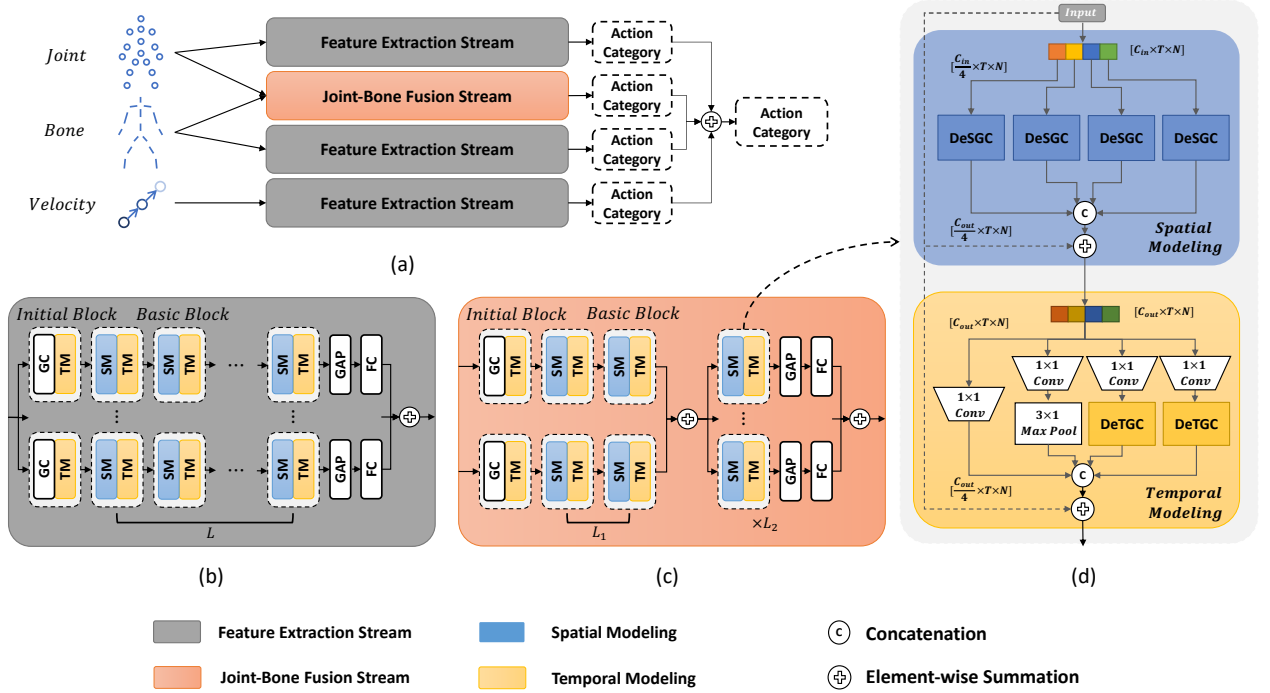 Joint
Bone
Velocity
Feature Extraction Stream
Joint-Bone Fusion Stream
Feature Extraction Stream
Feature Extraction Stream
Action
Category
Action
Category
Action
Category
Action
Category
Action
Category
(a)
Initial Block
Basic Block
GC
TM
SM
TM
SM
TM
...
SM
TM
GAP
FC
⋮
⋮
GC
TM
SM
TM
SM
TM
...
SM
TM
GAP
FC
L
(b)
Initial Block
Basic Block
GC
TM
SM
TM
SM
TM
SM
TM
GAP
FC
⋮
⋮
GC
TM
SM
TM
SM
TM
SM
TM
GAP
FC
L₁
×L₂
(c)
Input
[C_in/4 ×T×N]
[C_in×T×N]
DeSGC
DeSGC
DeSGC
DeSGC
C
[C_out/4 ×T×N]
Spatial
Modeling
[C_out×T×N]
[C_out×T×N]
1×1
Conv
1×1
Conv
1×1
Conv
1×1
Conv
3×1
Max Pool
DeTGC
DeTGC
C
[C_out/4 ×T×N]
Temporal
Modeling
(d)
Feature Extraction Stream
Spatial Modeling
C
Concatenation
Joint-Bone Fusion Stream
Temporal Modeling
Element-wise Summation